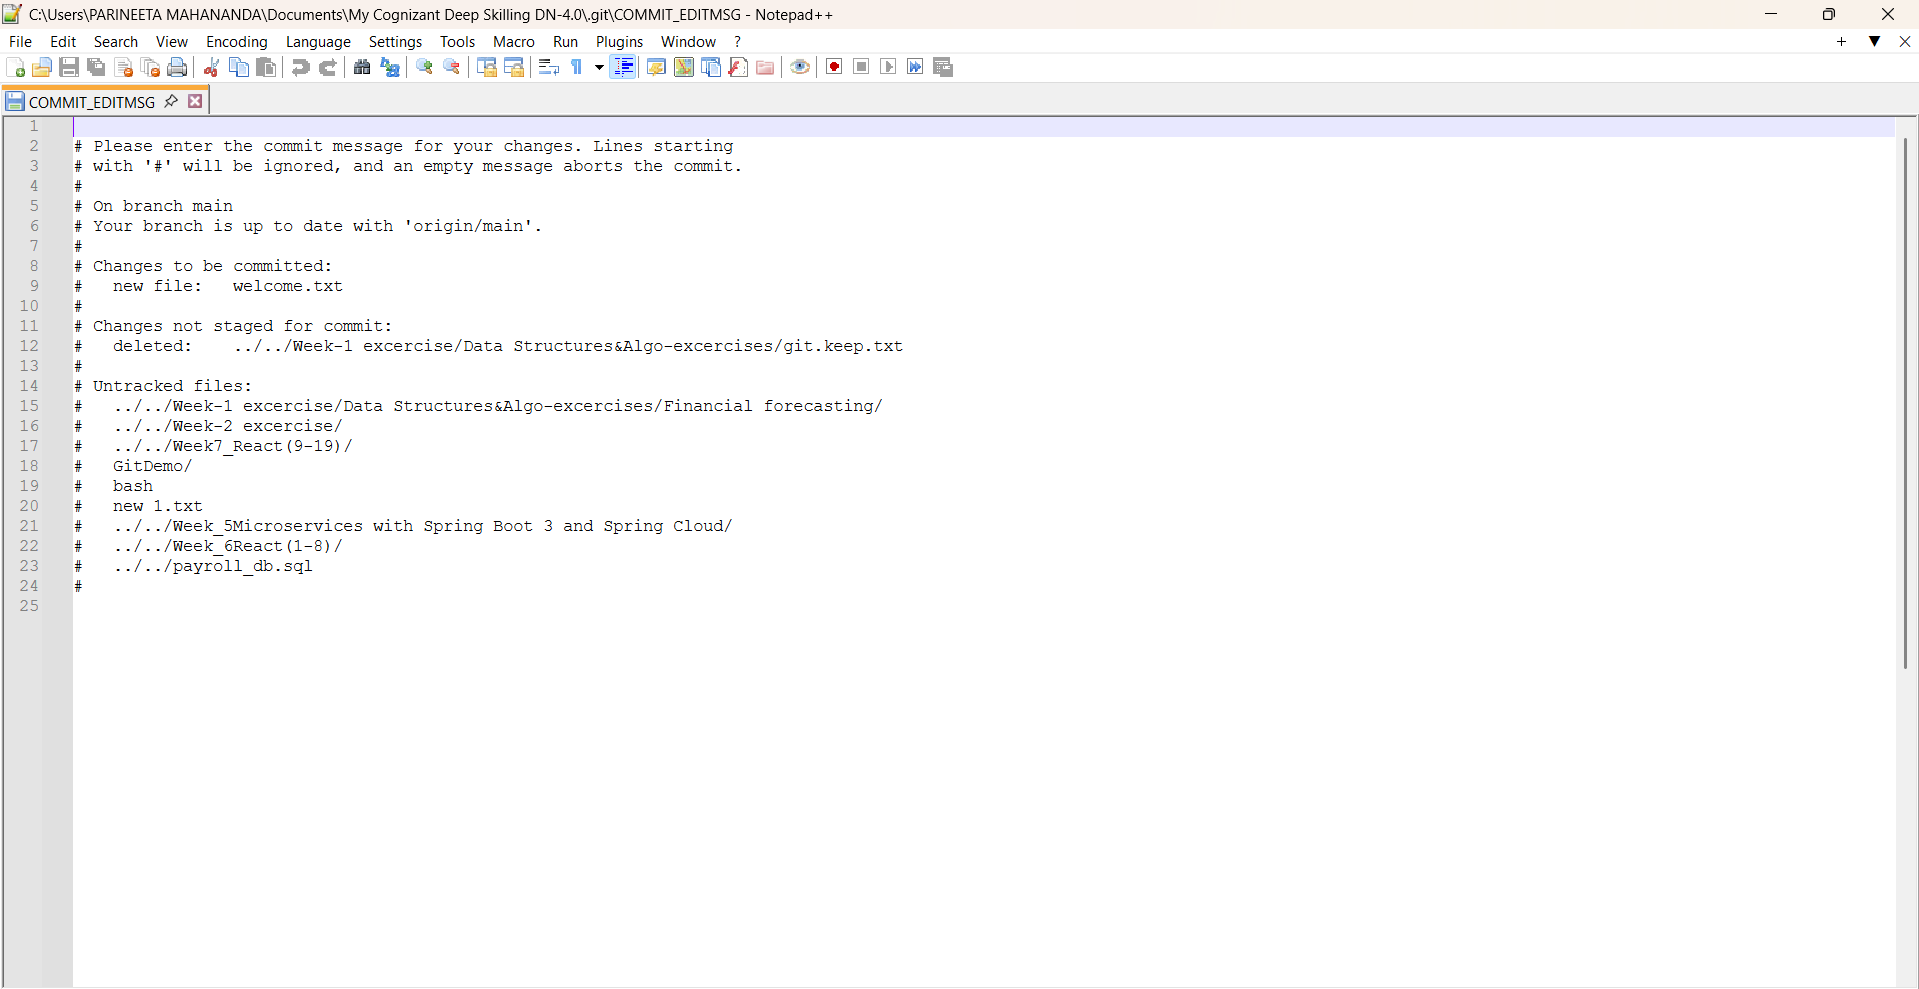 C:\Users\PARINEETA MAHANANDA\Documents\My Cognizant Deep Skilling DN-4.0\.git\COMMIT_EDITMSG - Notepad++
File Edit Search View Encoding Language Settings Tools Macro Run Plugins Window ?
COMMIT_EDITMSG
1
2 # Please enter the commit message for your changes. Lines starting
3 # with '#' will be ignored, and an empty message aborts the commit.
4 #
5 # On branch main
6 # Your branch is up to date with 'origin/main'.
7 #
8 # Changes to be committed:
9 #   new file:   welcome.txt
10 #
11 # Changes not staged for commit:
12 #   deleted:    ../../Week-1 excercise/Data Structures&Algo-excercises/git.keep.txt
13 #
14 # Untracked files:
15 #   ../../Week-1 excercise/Data Structures&Algo-excercises/Financial forecasting/
16 #   ../../Week-2 excercise/
17 #   ../../Week7_React(9-19)/
18 #   GitDemo/
19 #   bash
20 #   new 1.txt
21 #   ../../Week_5Microservices with Spring Boot 3 and Spring Cloud/
22 #   ../../Week_6React(1-8)/
23 #   ../../payroll_db.sql
24 #
25